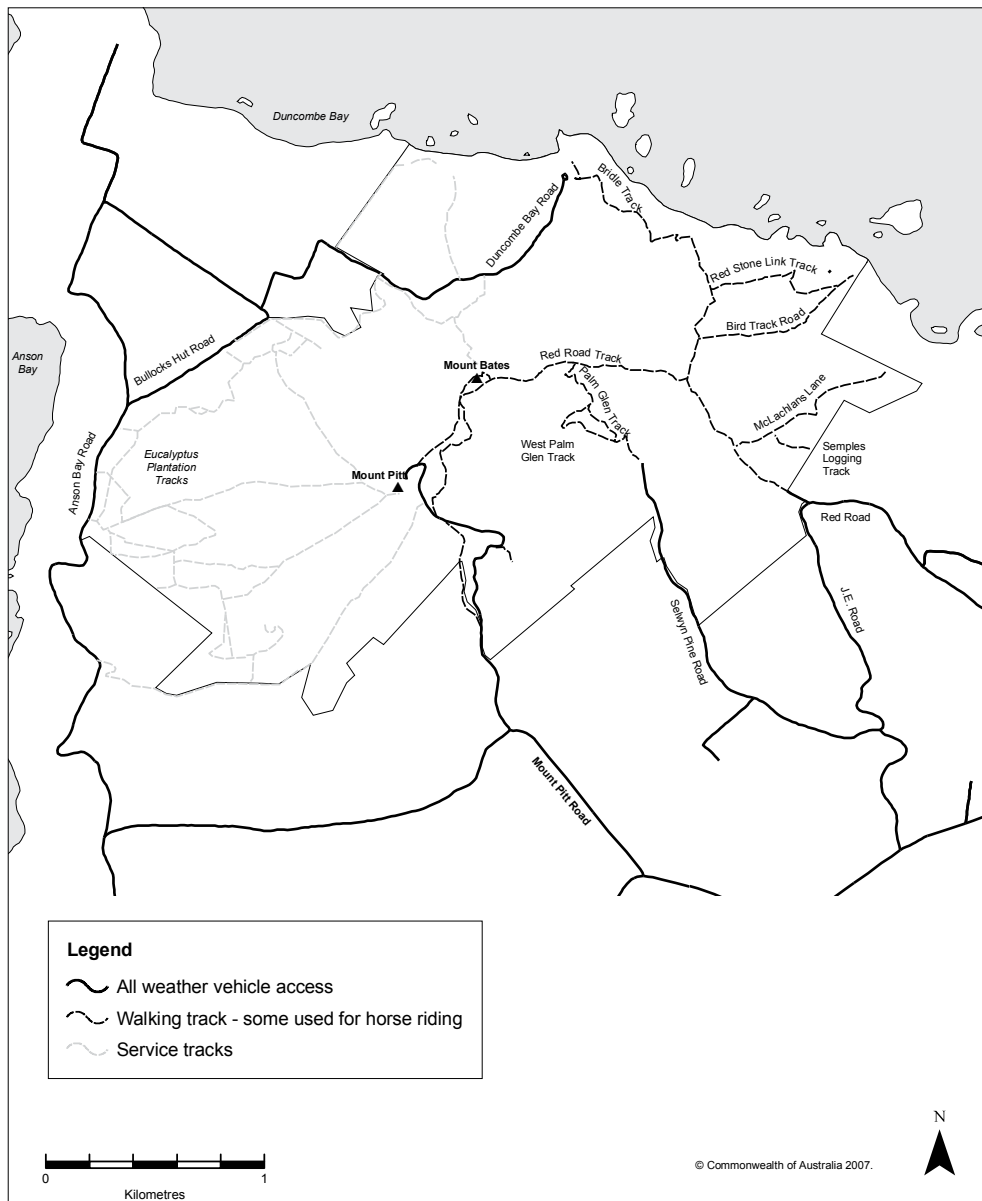 Duncombe Bay
Bridle Track
Duncombe Bay Road
Red Stone Link Track
Bird Track Road
Anson
Bay
Bullocks Hut Road
Mount Bates
Red Road Track
Palm Glen Track
McLachlans Lane
Anson Bay Road
Eucalyptus
Plantation
Tracks
West Palm
Glen Track
Semples
Logging
Track
Mount Pitt
Red Road
J.E. Road
Selwyn Pine Road
Mount Pitt Road
Legend
All weather vehicle access
Walking track - some used for horse riding
Service tracks
N
0 1
Kilometres
© Commonwealth of Australia 2007.